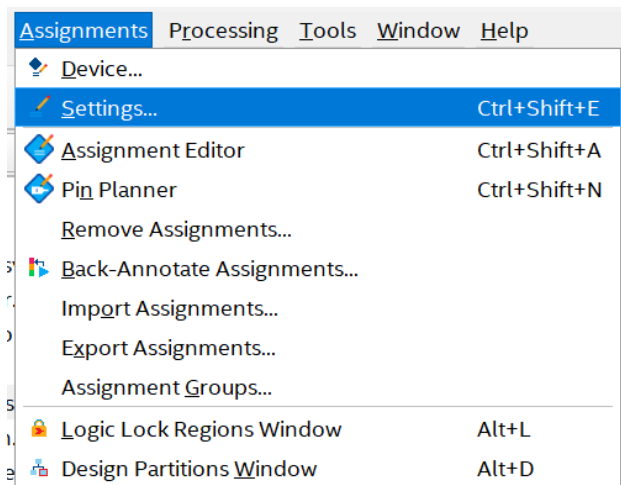 Assignments Processing Tools Window Help
Device...
Settings... Ctrl+Shift+E
Assignment Editor Ctrl+Shift+A
Pin Planner Ctrl+Shift+N
Remove Assignments...
Back-Annotate Assignments...
Import Assignments...
Export Assignments...
Assignment Groups...
Logic Lock Regions Window Alt+L
Design Partitions Window Alt+D